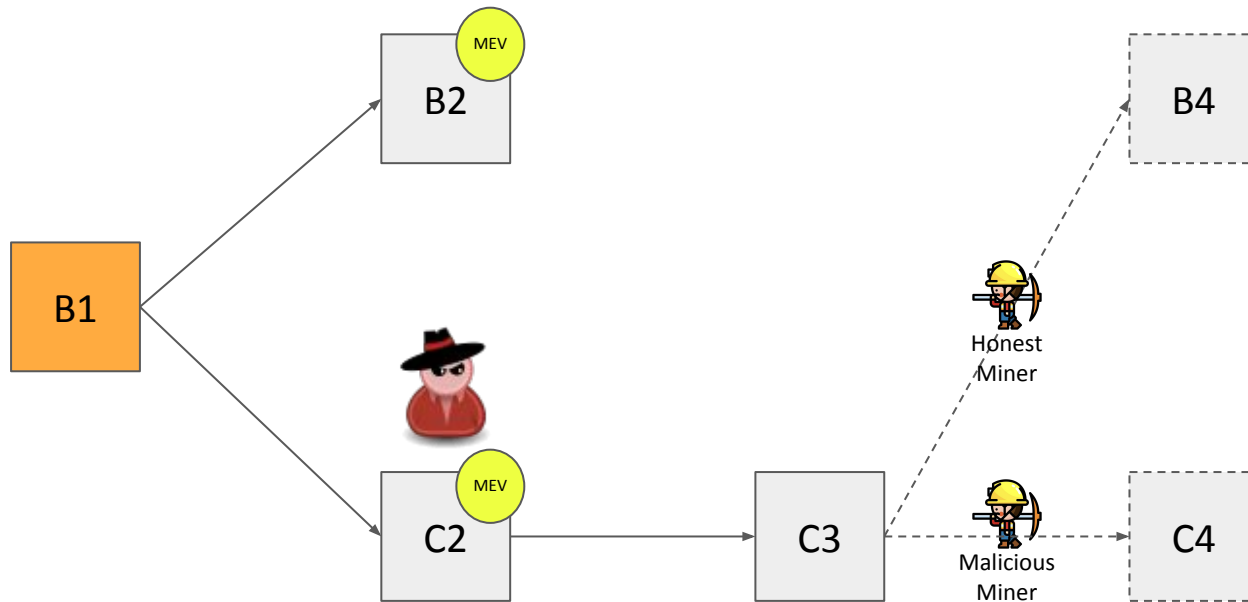 MEV
B2
B4
B1
Honest
Miner
MEV
C2
C3
C4
Malicious
Miner